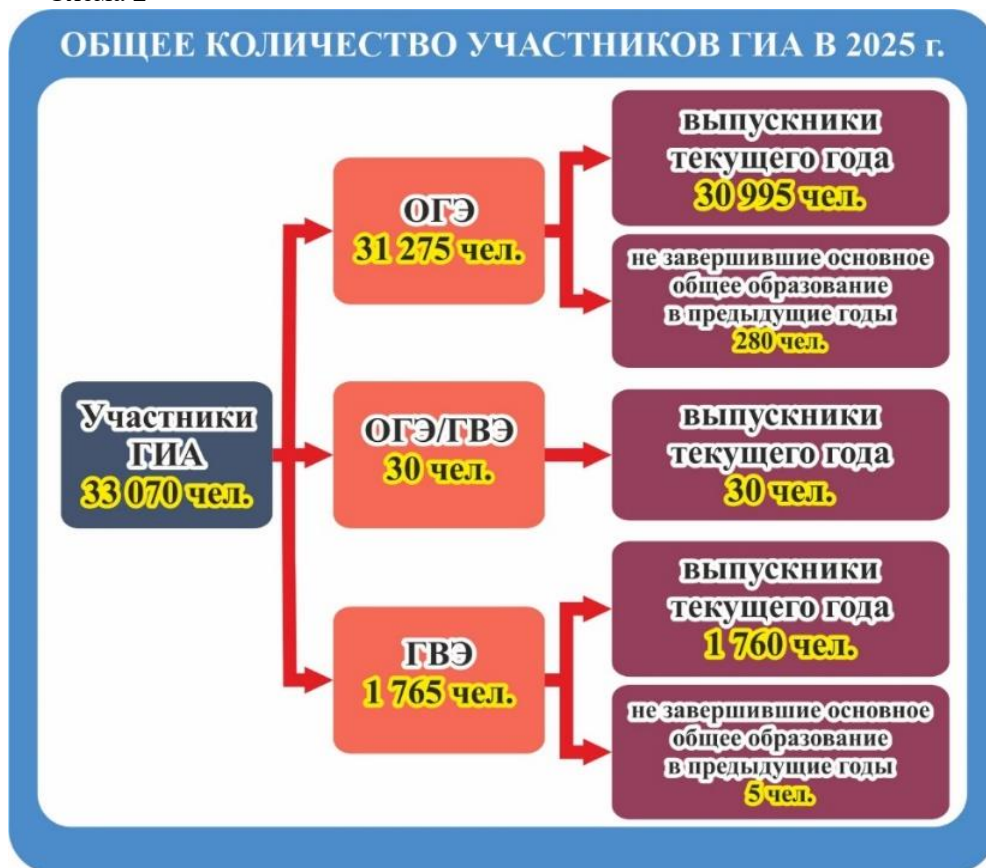 ОБЩЕЕ КОЛИЧЕСТВО УЧАСТНИКОВ ГИА В 2025 г.
Участники
ГИА
33 070 чел.
ОГЭ
31 275 чел.
выпускники
текущего года
30 995 чел.
не завершившие основное
общее образование
в предыдущие годы
280 чел.
ОГЭ/ГВЭ
30 чел.
выпускники
текущего года
30 чел.
ГВЭ
1 765 чел.
выпускники
текущего года
1 760 чел.
не завершившие основное
общее образование
в предыдущие годы
5 чел.